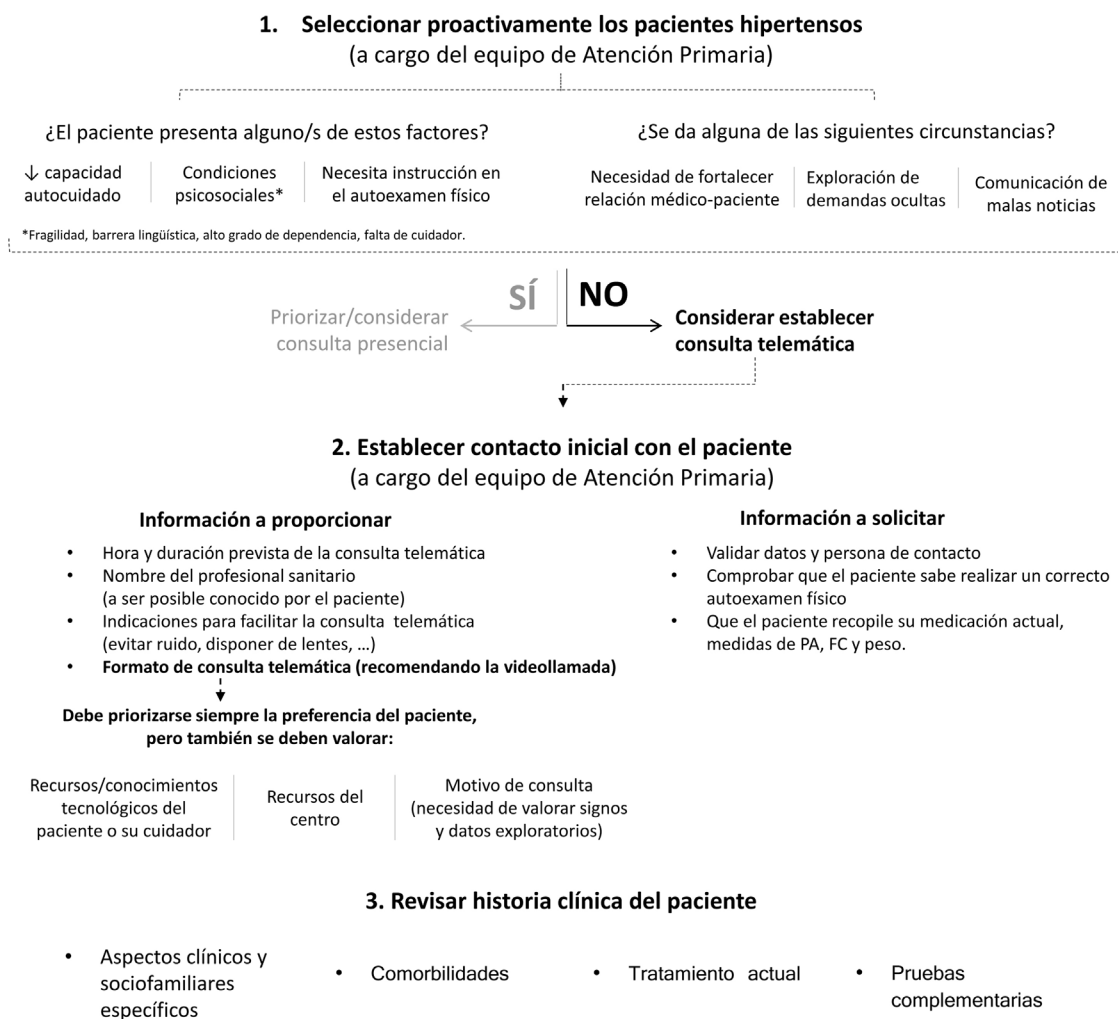 1. Seleccionar proactivamente los pacientes hipertensos
(a cargo del equipo de Atención Primaria)
¿El paciente presenta alguno/s de estos factores?
↓ capacidad
autocuidado
Condiciones
psicosociales*
Necesita instrucción en
el autoexamen físico
*Fragilidad, barrera lingüística, alto grado de dependencia, falta de cuidador.
¿Se da alguna de las siguientes circunstancias?
Necesidad de fortalecer
relación médico-paciente
Exploración de
demandas ocultas
Comunicación de
malas noticias
SÍ
NO
Priorizar/considerar
consulta presencial
Considerar establecer
consulta telemática
2. Establecer contacto inicial con el paciente
(a cargo del equipo de Atención Primaria)
Información a proporcionar
• Hora y duración prevista de la consulta telemática
• Nombre del profesional sanitario
(a ser posible conocido por el paciente)
• Indicaciones para facilitar la consulta telemática
(evitar ruido, disponer de lentes, ...)
• Formato de consulta telemática (recomendando la videollamada)
Debe priorizarse siempre la preferencia del paciente,
pero también se deben valorar:
Recursos/conocimientos
tecnológicos del
paciente o su cuidador
Recursos del
centro
Motivo de consulta
(necesidad de valorar signos
y datos exploratorios)
Información a solicitar
• Validar datos y persona de contacto
• Comprobar que el paciente sabe realizar un correcto
autoexamen físico
• Que el paciente recopile su medicación actual,
medidas de PA, FC y peso.
3. Revisar historia clínica del paciente
• Aspectos clínicos y
sociofamiliares
específicos
• Comorbilidades
• Tratamiento actual
• Pruebas
complementarias